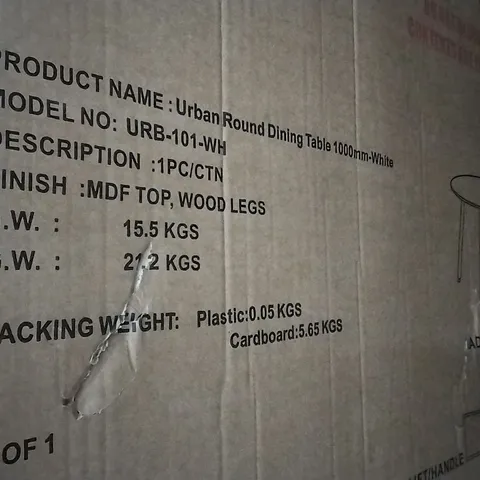 PRODUCT NAME : Urban Round Dining Table 1000mm-White
MODEL NO: URB-101-WH
DESCRIPTION :1PC/CTN
INISH :MDF TOP, WOOD LEGS
.W. : 15.5 KGS
G.W. : 21.2 KGS
ACKING WEIGHT: Plastic:0.05 KGS
Cardboard:5.65 KGS
OF 1